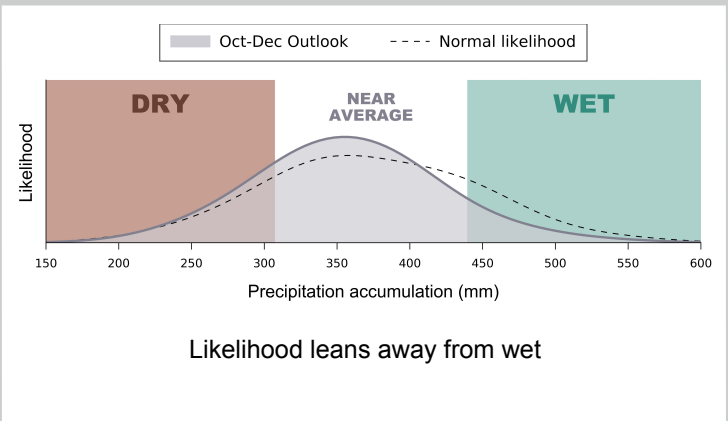 Oct-Dec Outlook
Normal likelihood
DRY
NEAR
AVERAGE
WET
Likelihood
150 200 250 300 350 400 450 500 550 600
Precipitation accumulation (mm)
Likelihood leans away from wet